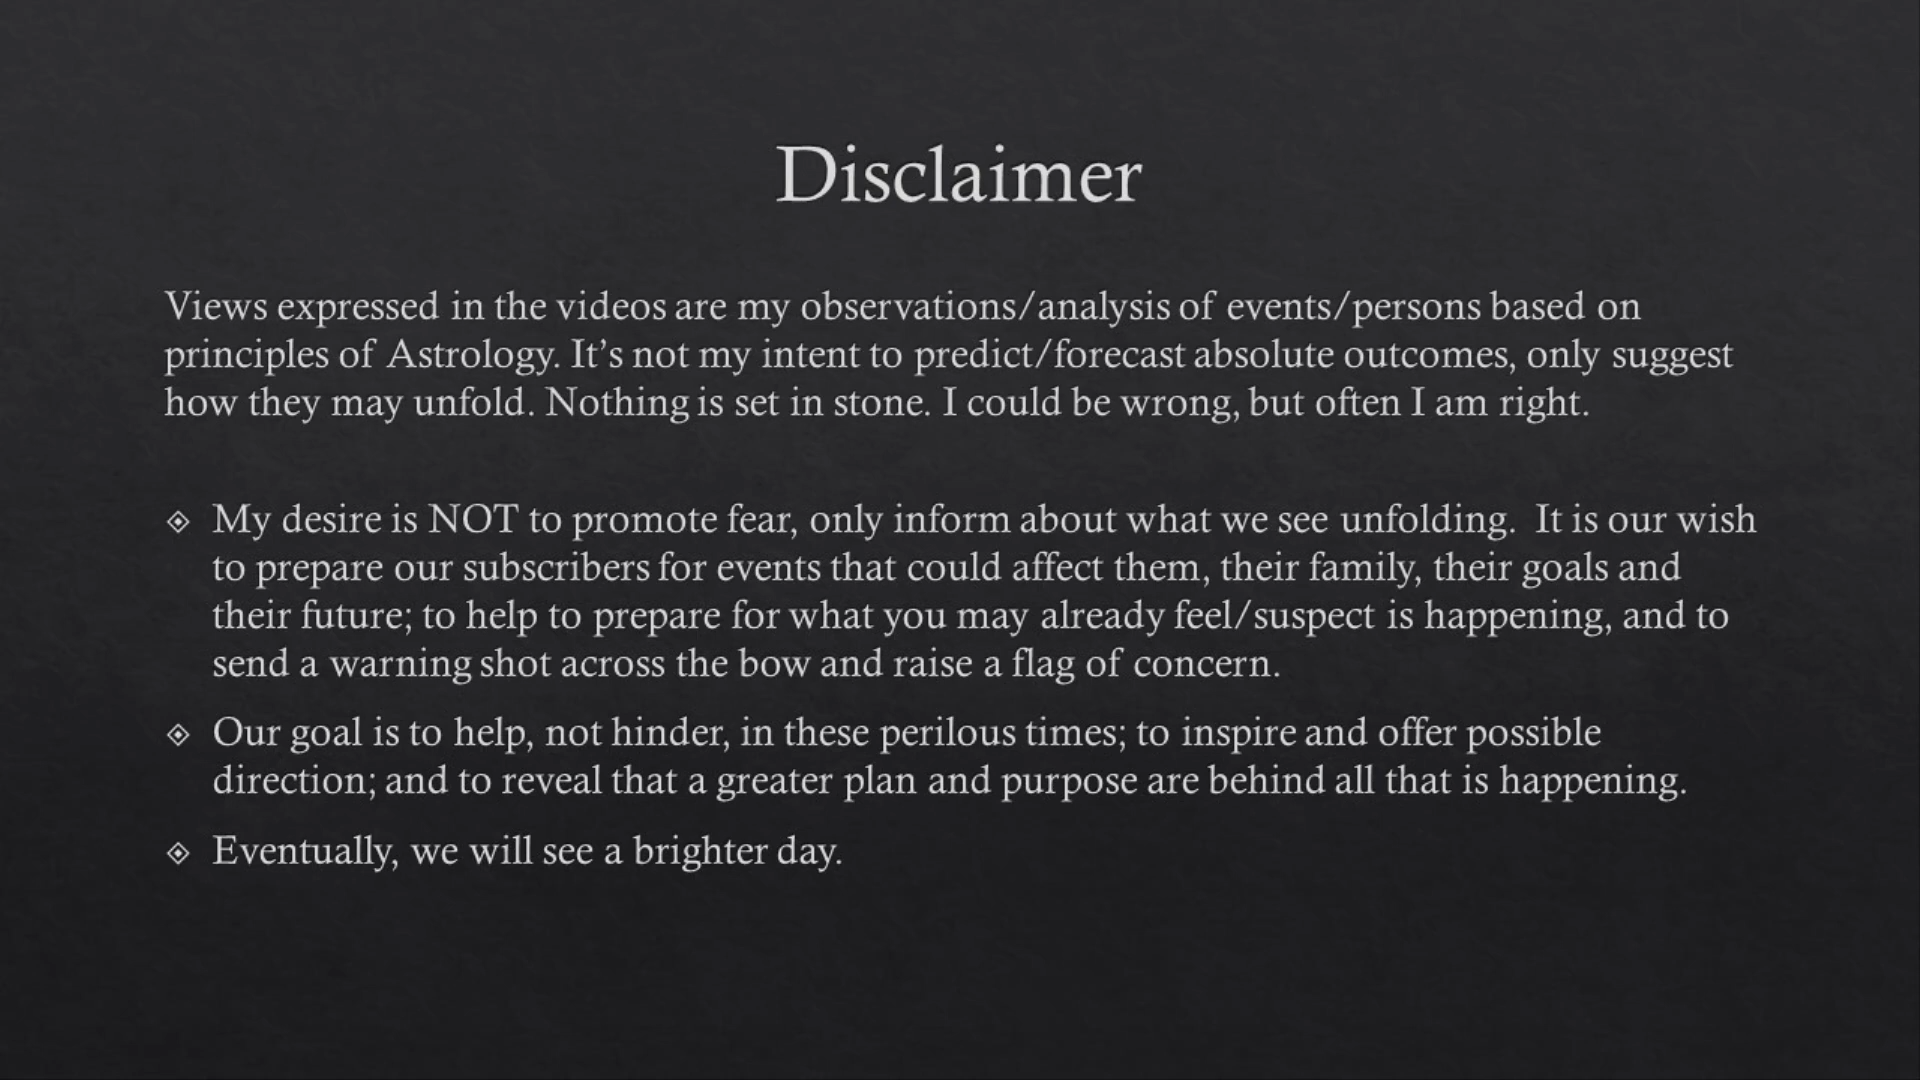 Disclaimer
Views expressed in the videos are my observations/analysis of events/persons based on
principles of Astrology. It’s not my intent to predict/forecast absolute outcomes, only suggest
how they may unfold. Nothing is set in stone. I could be wrong, but often I am right.
My desire is NOT to promote fear, only inform about what we see unfolding.  It is our wish
to prepare our subscribers for events that could affect them, their family, their goals and
their future; to help to prepare for what you may already feel/suspect is happening, and to
send a warning shot across the bow and raise a flag of concern.
Our goal is to help, not hinder, in these perilous times; to inspire and offer possible
direction; and to reveal that a greater plan and purpose are behind all that is happening.
Eventually, we will see a brighter day.